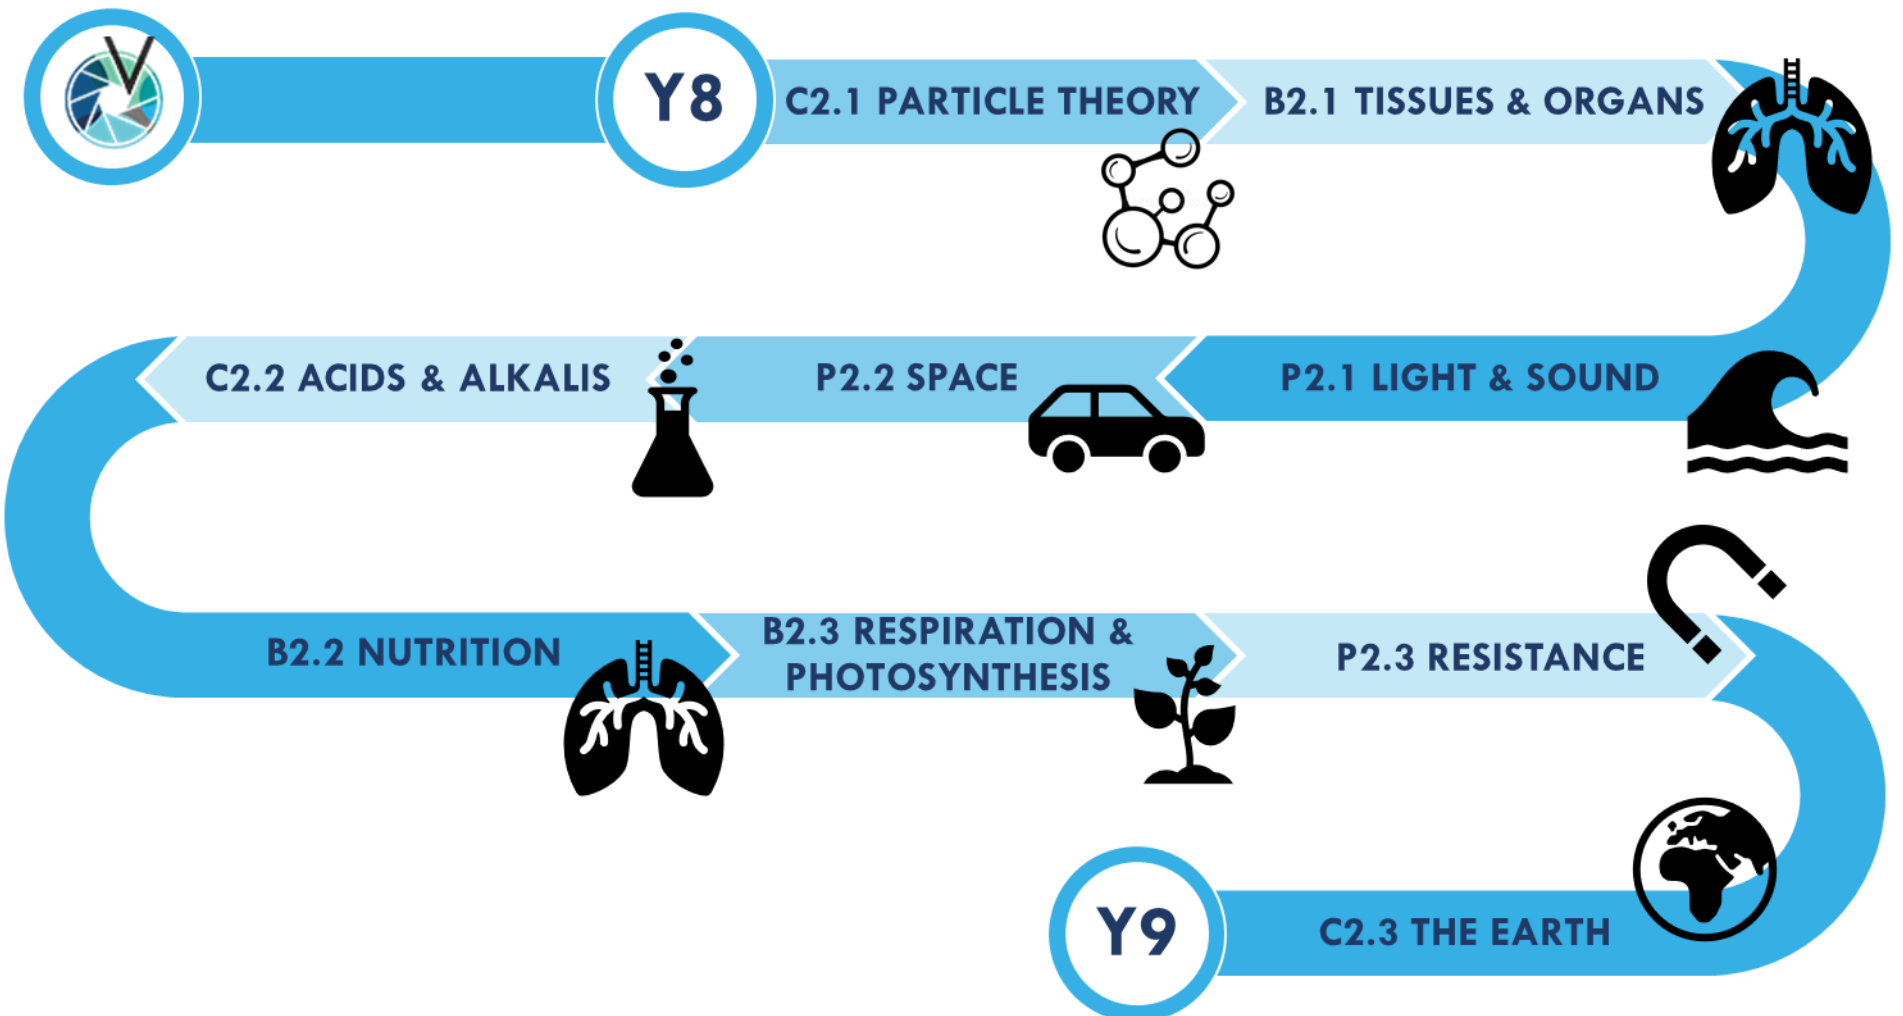 V
Y8
C2.1 PARTICLE THEORY
B2.1 TISSUES & ORGANS
P2.1 LIGHT & SOUND
P2.2 SPACE
C2.2 ACIDS & ALKALIS
B2.2 NUTRITION
B2.3 RESPIRATION &
PHOTOSYNTHESIS
P2.3 RESISTANCE
C2.3 THE EARTH
Y9